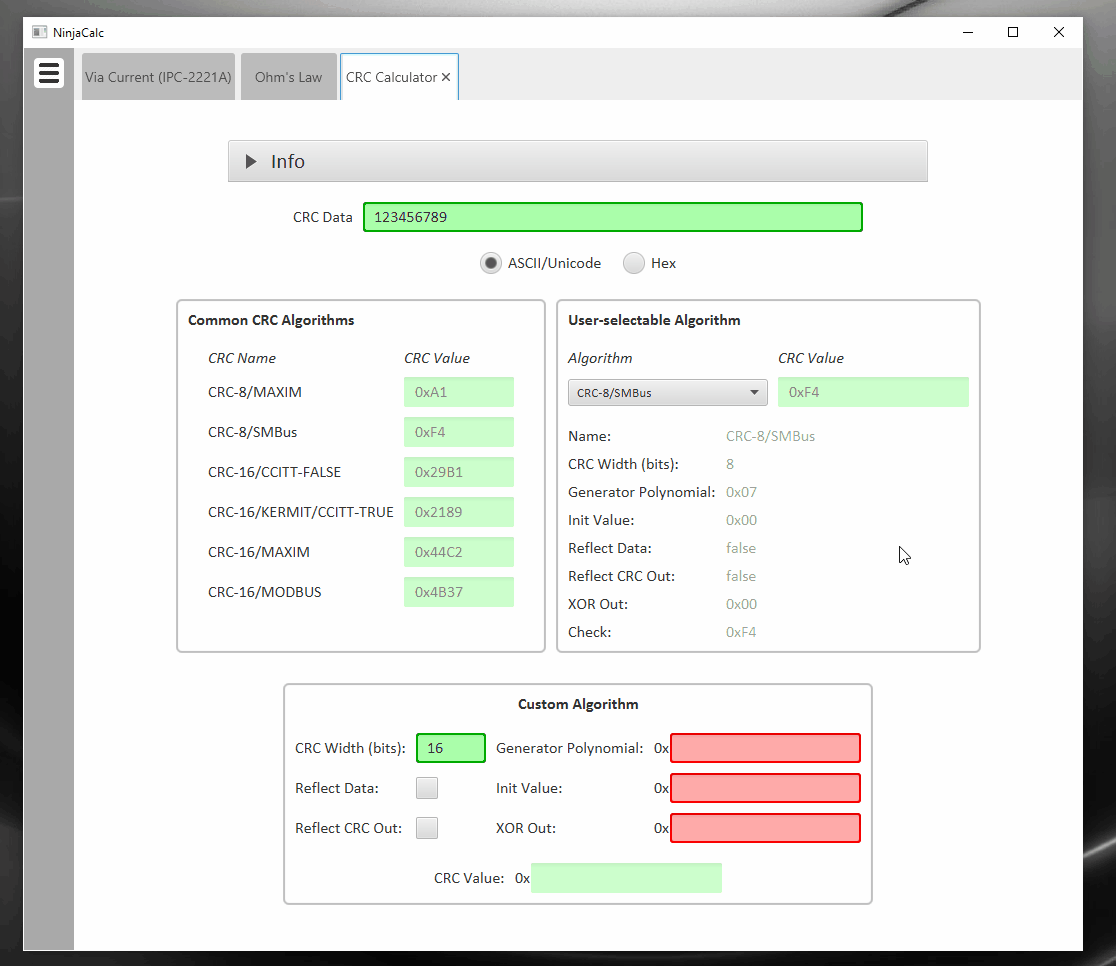 NinjaCalc
Via Current (IPC-2221A) Ohm's Law CRC Calculator ×
Info
CRC Data 123456789
ASCII/Unicode Hex
Common CRC Algorithms
CRC Name CRC Value
CRC-8/MAXIM 0xA1
CRC-8/SMBus 0xF4
CRC-16/CCITT-FALSE 0x29B1
CRC-16/KERMIT/CCITT-TRUE 0x2189
CRC-16/MAXIM 0x44C2
CRC-16/MODBUS 0x4B37
User-selectable Algorithm
Algorithm CRC Value
CRC-8/SMBus 0xF4
Name: CRC-8/SMBus
CRC Width (bits): 8
Generator Polynomial: 0x07
Init Value: 0x00
Reflect Data: false
Reflect CRC Out: false
XOR Out: 0x00
Check: 0xF4
Custom Algorithm
CRC Width (bits): 16 Generator Polynomial: 0x
Reflect Data: Init Value: 0x
Reflect CRC Out: XOR Out: 0x
CRC Value: 0x